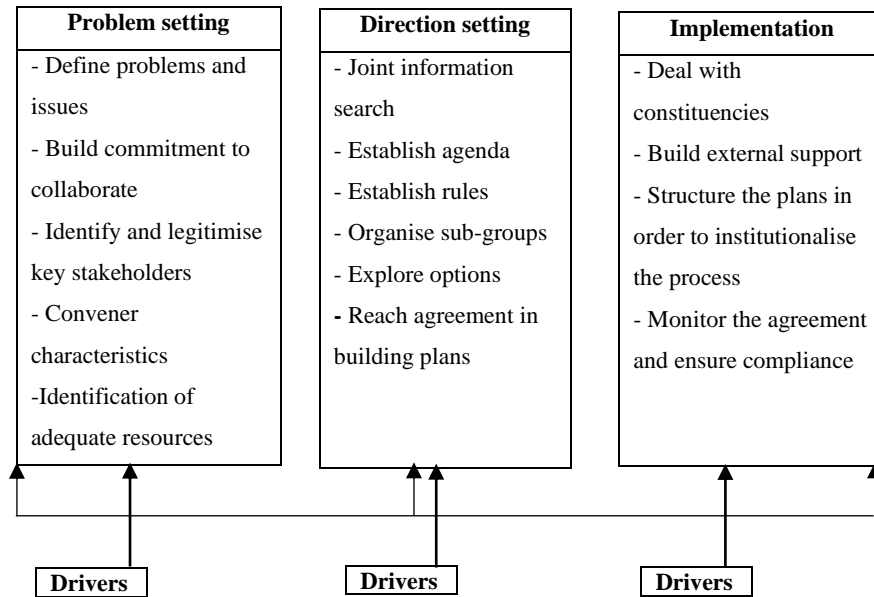 Problem setting
- Define problems and
issues
- Build commitment to
collaborate
- Identify and legitimise
key stakeholders
- Convener
characteristics
-Identification of
adequate resources
Direction setting
- Joint information
search
- Establish agenda
- Establish rules
- Organise sub-groups
- Explore options
- Reach agreement in
building plans
Implementation
- Deal with
constituencies
- Build external support
- Structure the plans in
order to institutionalise
the process
- Monitor the agreement
and ensure compliance
Drivers
Drivers
Drivers